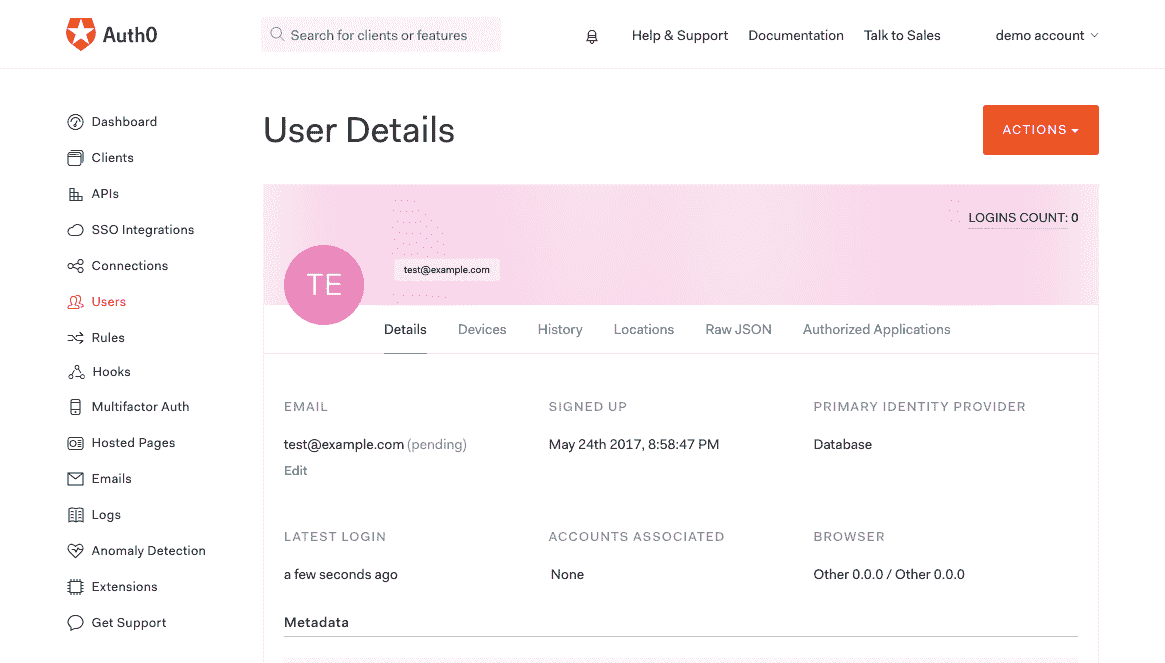 Auth0
Search for clients or features
Help & Support
Documentation
Talk to Sales
demo account
Dashboard
Clients
APIs
SSO Integrations
Connections
Users
Rules
Hooks
Multifactor Auth
Hosted Pages
Emails
Logs
Anomaly Detection
Extensions
Get Support
User Details
ACTIONS
LOGINS COUNT: 0
TE
test@example.com
Details
Devices
History
Locations
Raw JSON
Authorized Applications
EMAIL
test@example.com (pending)
Edit
SIGNED UP
May 24th 2017, 8:58:47 PM
PRIMARY IDENTITY PROVIDER
Database
LATEST LOGIN
a few seconds ago
ACCOUNTS ASSOCIATED
None
BROWSER
Other 0.0.0 / Other 0.0.0
Metadata